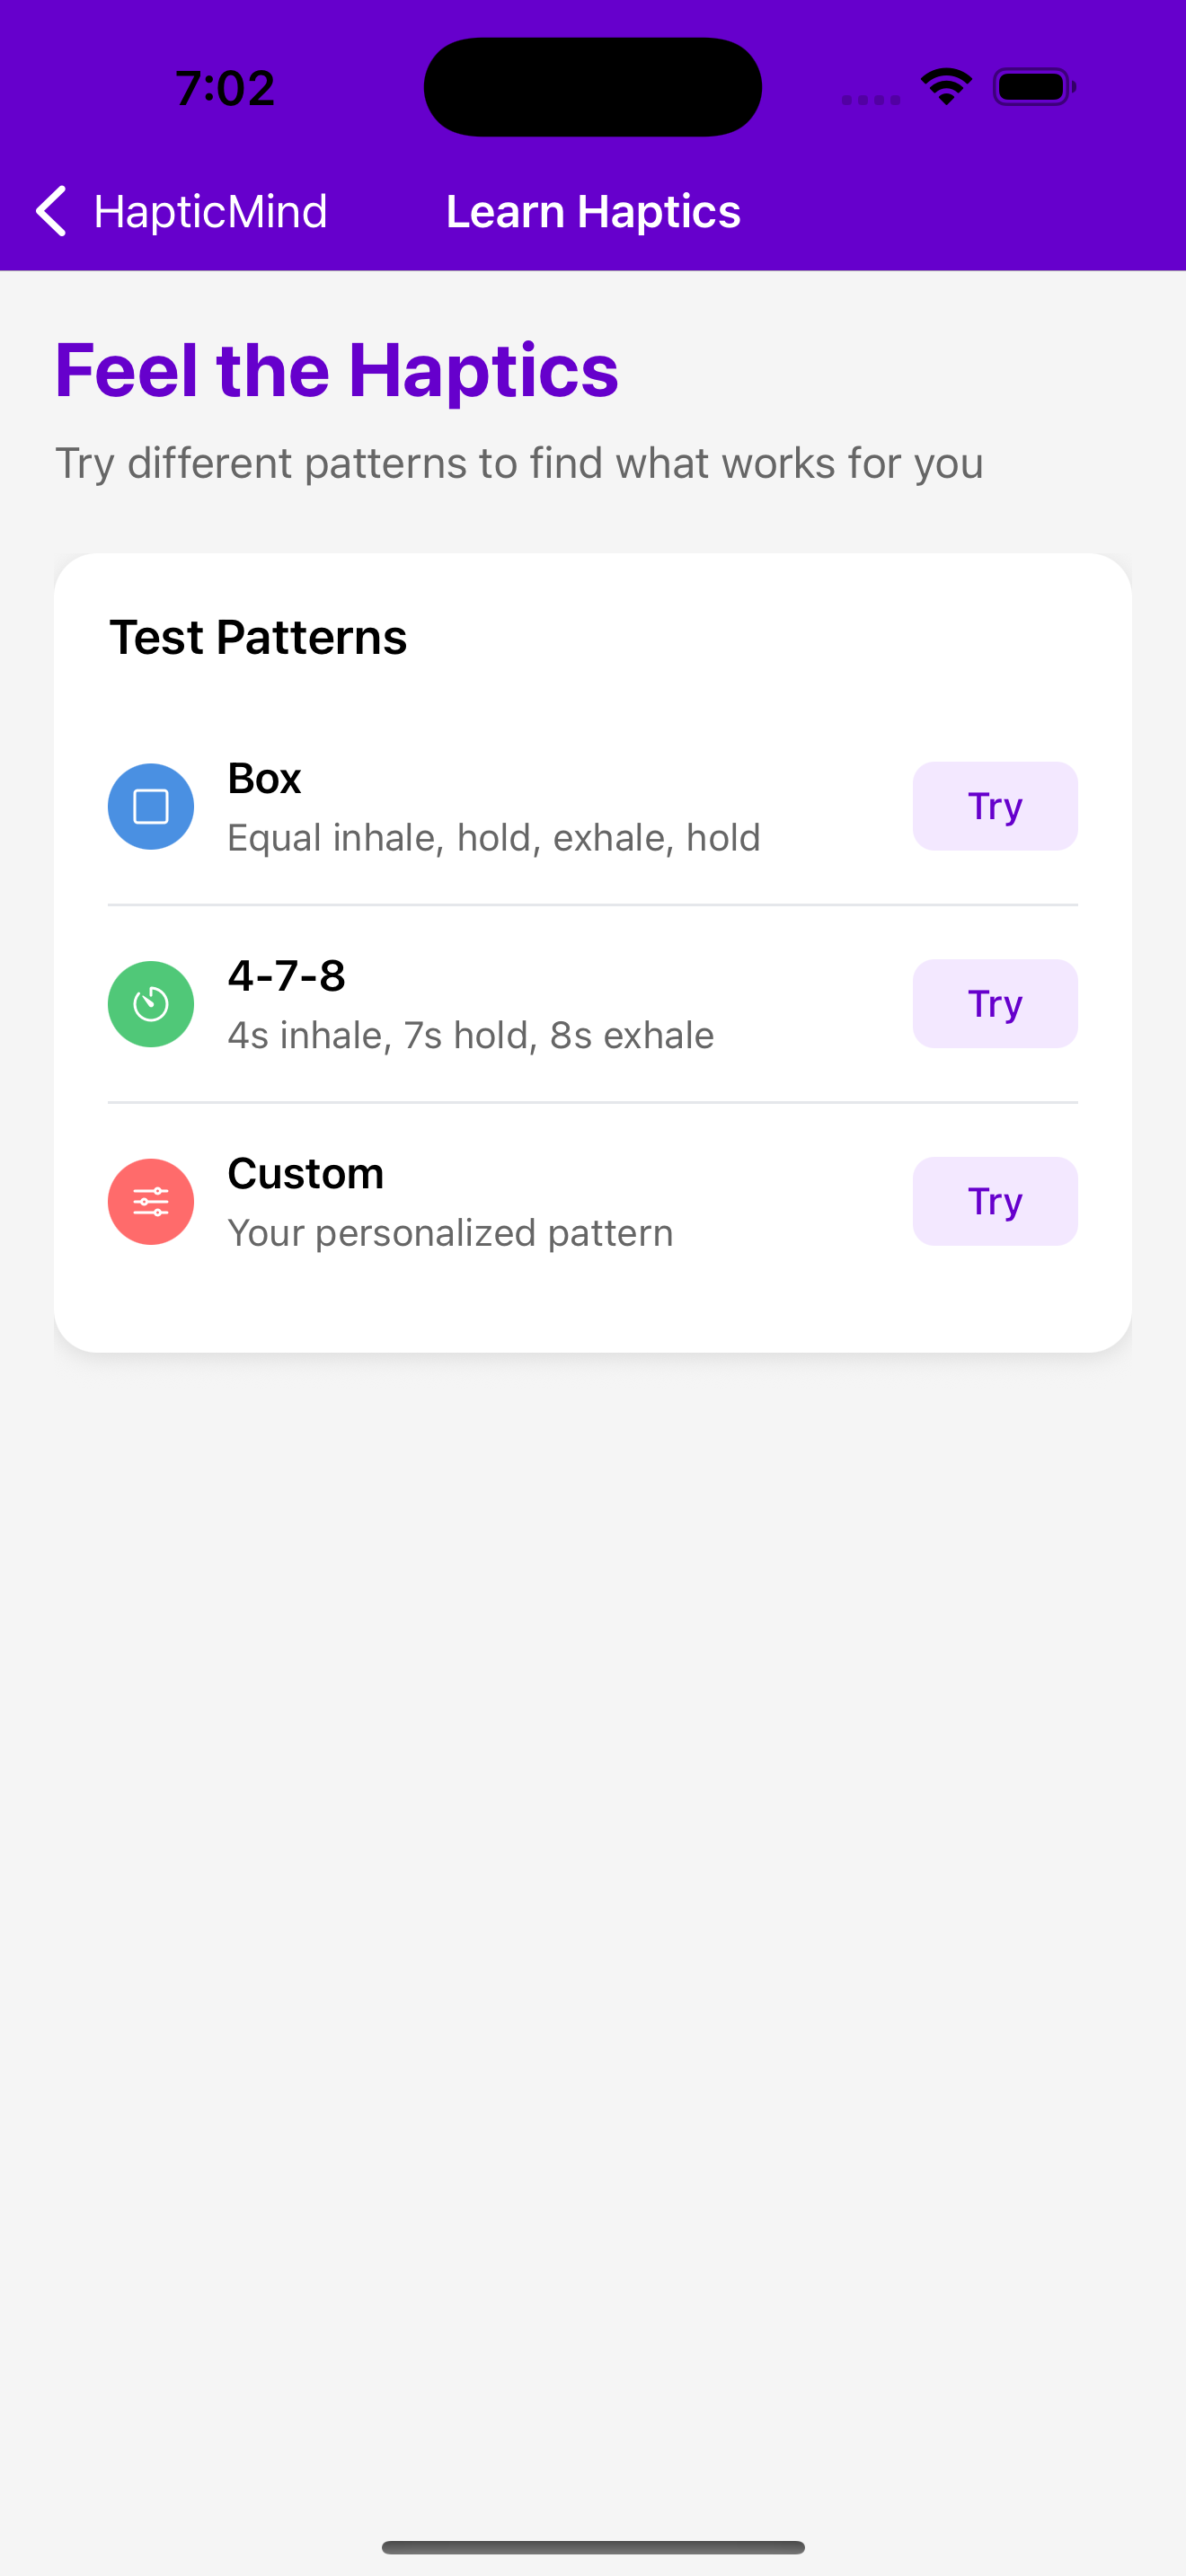 7:02
HapticMind
Learn Haptics
Feel the Haptics
Try different patterns to find what works for you
Test Patterns
Box
Equal inhale, hold, exhale, hold
Try
4-7-8
4s inhale, 7s hold, 8s exhale
Try
Custom
Your personalized pattern
Try